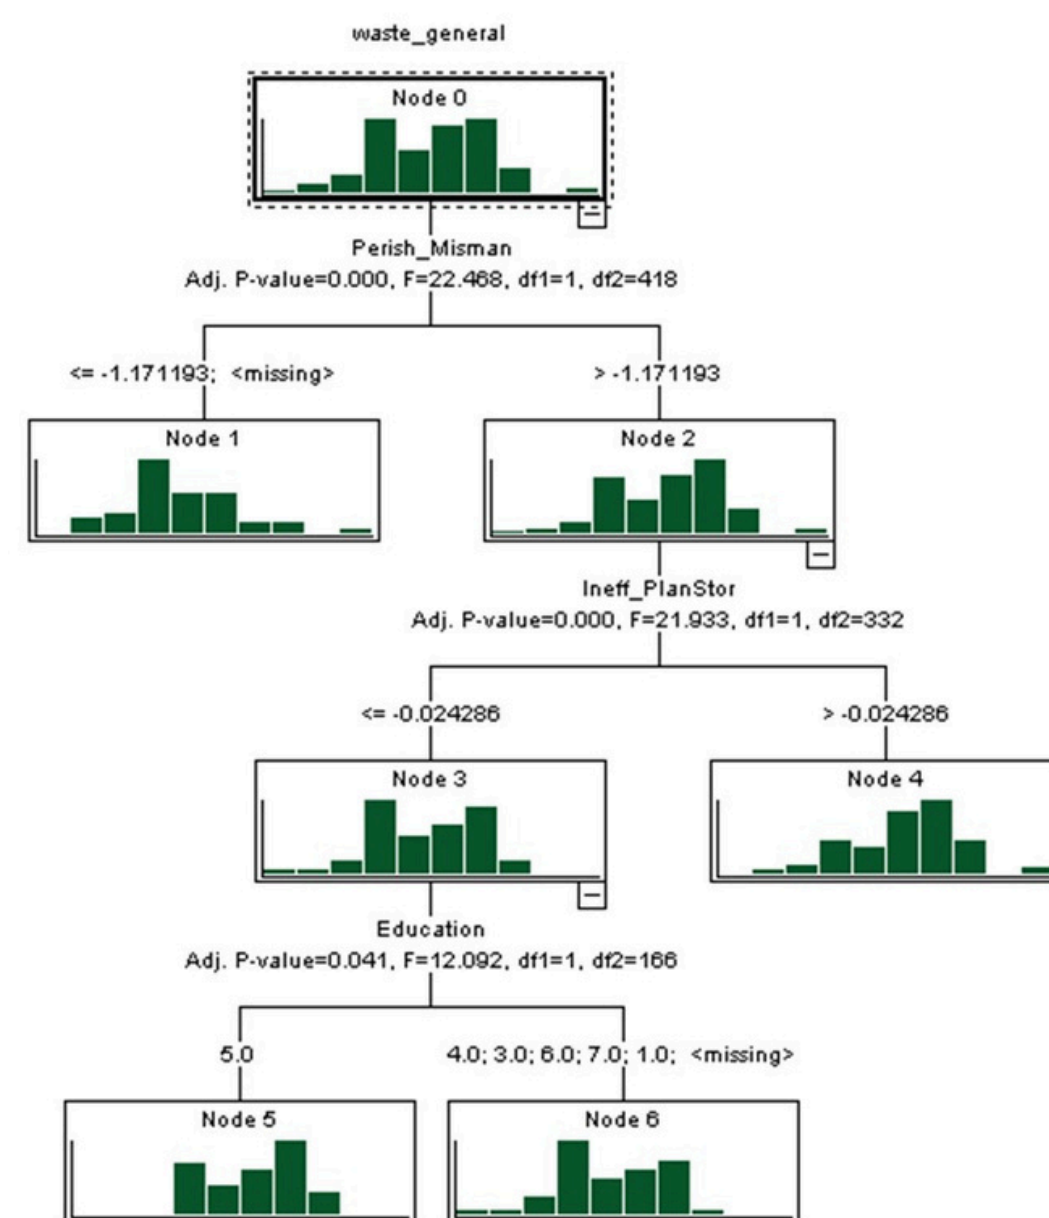 waste_general
Node 0
Perish_Misman
Adj. P-value=0.000, F=22.468, df1=1, df2=418
<= -1.171193; <missing>
> -1.171193
Node 1
Node 2
Ineff_PlanStor
Adj. P-value=0.000, F=21.933, df1=1, df2=332
<= -0.024286
> -0.024286
Node 3
Node 4
Education
Adj. P-value=0.041, F=12.092, df1=1, df2=166
5.0
4.0; 3.0; 6.0; 7.0; 1.0; <missing>
Node 5
Node 6